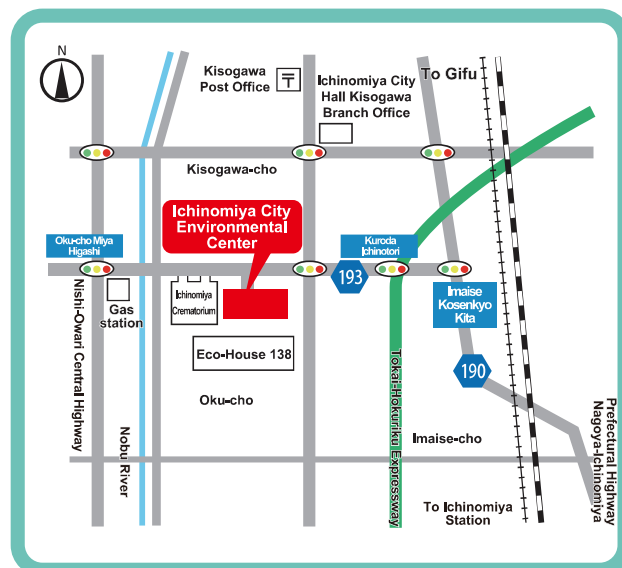 N
Kisogawa
Post Office
〒
Ichinomiya City
Hall Kisogawa
Branch Office
To Gifu
Kisogawa-cho
Ichinomiya City
Environmental
Center
Oku-cho Miya
Higashi
Kuroda
Ichinotori
193
Imaise
Kosenkyo
Kita
Gas
station
Ichinomiya
Crematorium
Eco-House 138
190
Nishi-Owari Central Highway
Nobu River
Oku-cho
Tokai-Hokuriku Expressway
Imaise-cho
Prefectural Highway
Nagoya-Ichinomiya
To Ichinomiya
Station